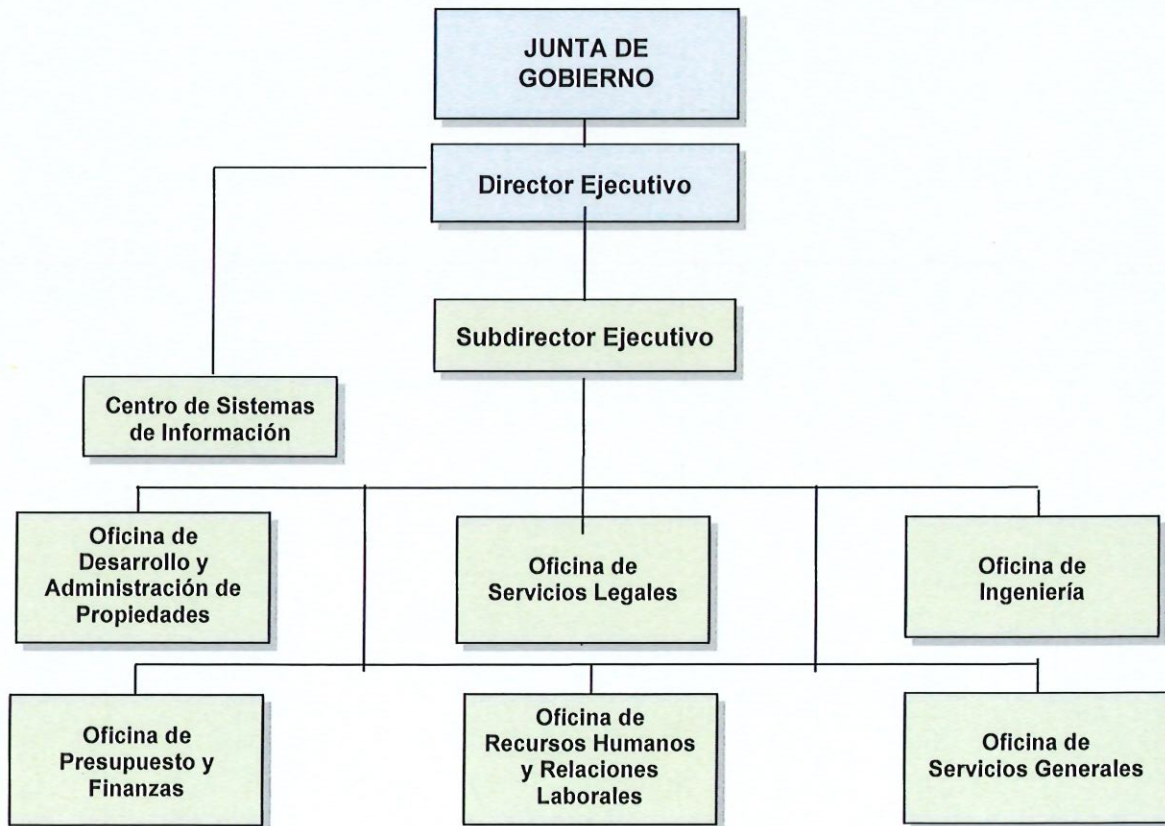 JUNTA DE
GOBIERNO
Director Ejecutivo
Subdirector Ejecutivo
Centro de Sistemas
de Información
Oficina de
Desarrollo y
Administración de
Propiedades
Oficina de
Servicios Legales
Oficina de
Ingeniería
Oficina de
Presupuesto y
Finanzas
Oficina de
Recursos Humanos
y Relaciones
Laborales
Oficina de
Servicios Generales